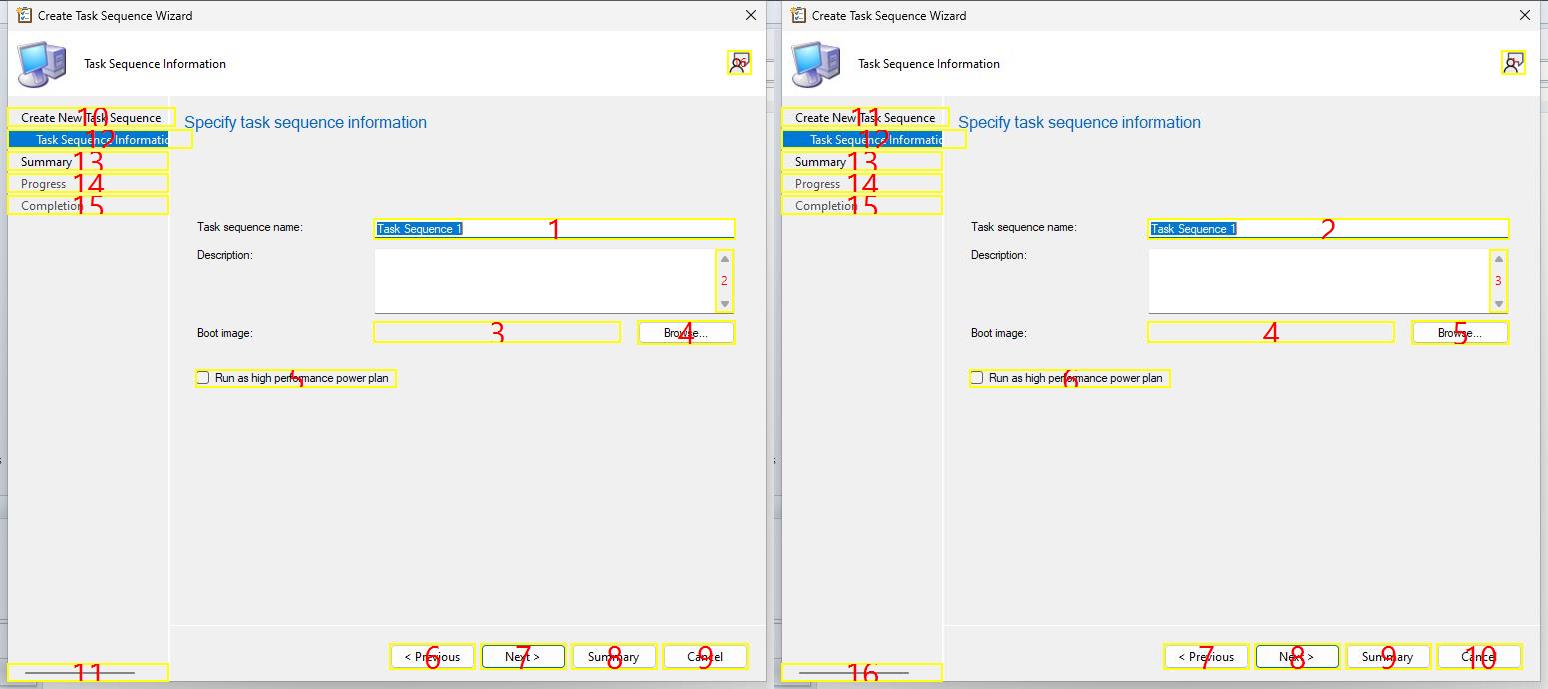 Create Task Sequence Wizard
Task Sequence Information
16
10
Create New Task Sequence
12
Task Sequence Informatio
13
Summary
14
Progress
15
Completion
11
Specify task sequence information
Task sequence name:
Task Sequence 1
1
Description:
2
Boot image:
3
Browse...
4
Run as high performance power plan
5
< Previous
6
Next >
7
Summary
8
Cancel
9
Create Task Sequence Wizard
Task Sequence Information
11
Create New Task Sequence
12
Task Sequence Informatio
13
Summary
14
Progress
15
Completion
16
Specify task sequence information
Task sequence name:
Task Sequence 1
2
Description:
3
Boot image:
4
Browse...
5
Run as high performance power plan
6
< Previous
7
Next >
8
Summary
9
Cancel
10